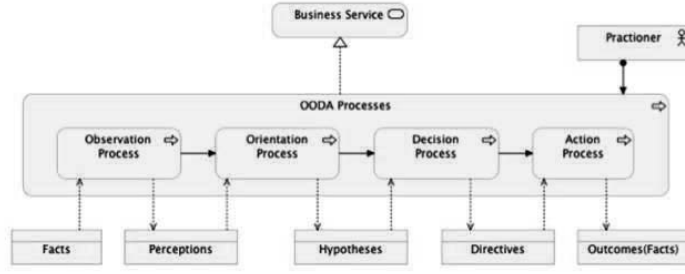 Business Service
Practioner
OODA Processes
Observation
Process
Orientation
Process
Decision
Process
Action
Process
Facts
Perceptions
Hypotheses
Directives
Outcomes(Facts)